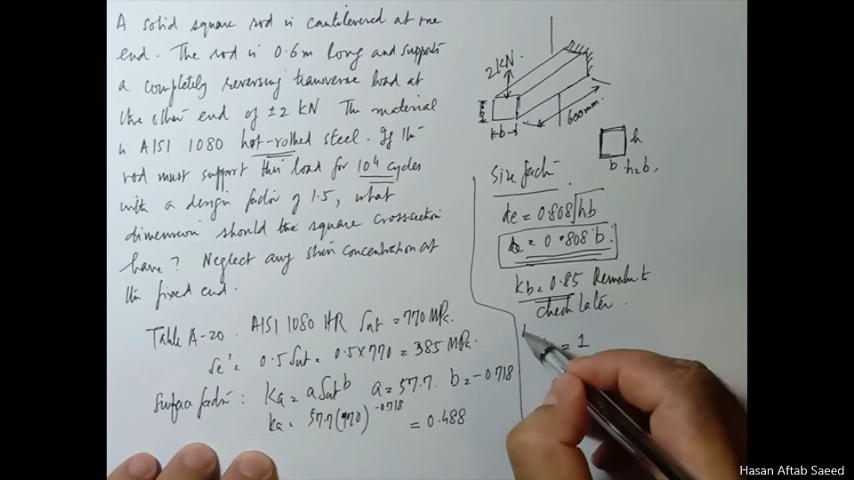 A solid square rod is cantilevered at one
end. The rod is 0.6m long and supports
a completely reversing transverse load at
the other end of ±2 kN The material
is AISI 1080 hot-rolled steel. If the
rod must support this load for 10⁴ cycles
with a design factor of 1.5, what
dimension should the square cross-section
have? Neglect any stress concentration at
the fixed end.
Table A-20. AISI 1080 HR Sut = 770 MPa.
Se' = 0.5 Sut = 0.5 x 770 = 385 MPa.
Surface factor : Ka = a Sut^b a = 57.7. b = -0.718
ka = 57.7 (770)^-0.718 = 0.488
2 kN.
b
600mm.
h
b h=b.
Size factor
de = 0.808 √hb
de = 0.808 b.
kb = 0.85 Remember to
check later.
= 1
Hasan Aftab Saeed